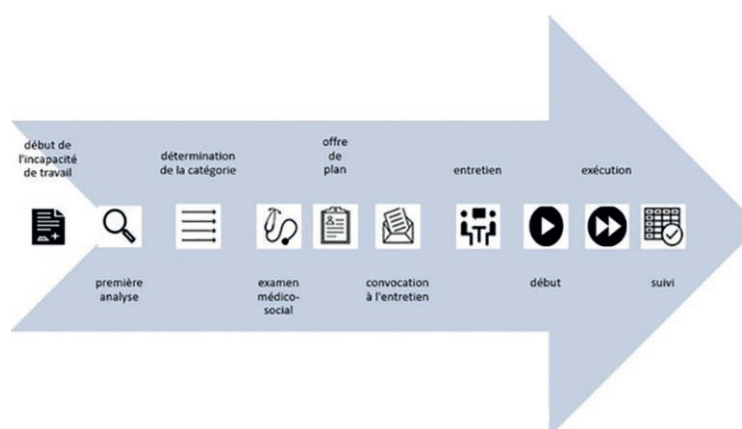 début de
l'incapacité
de travail
première
analyse
détermination
de la catégorie
examen
médico-
social
offre
de
plan
convocation
à l'entretien
entretien
début
exécution
suivi